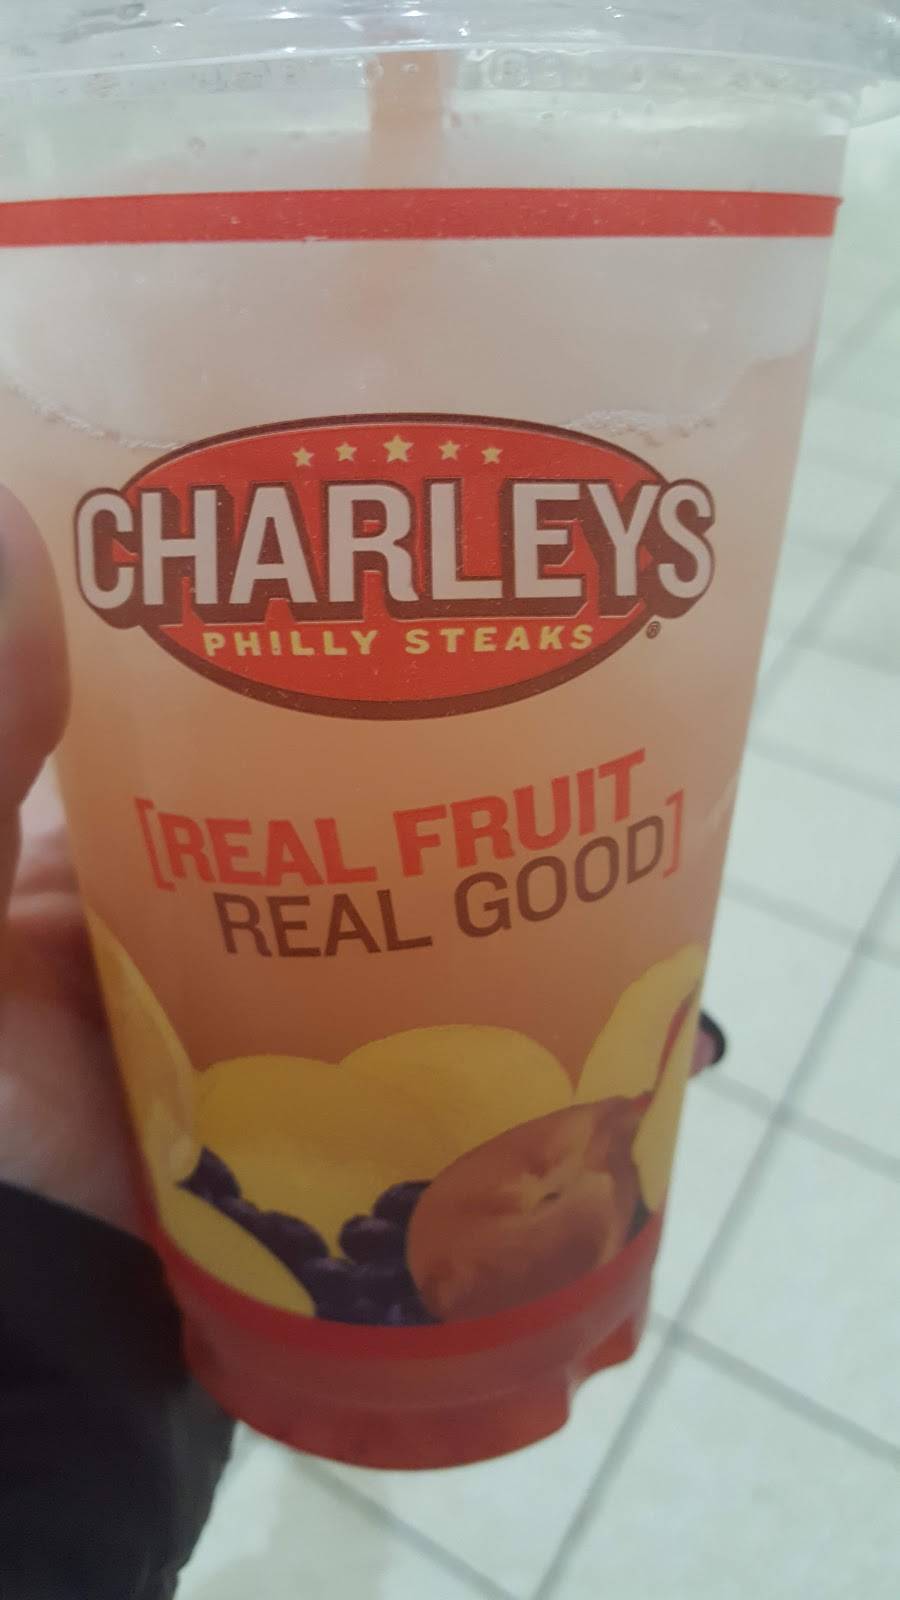 CHARLEYS
PHILLY STEAKS ®
[REAL FRUIT
REAL GOOD]